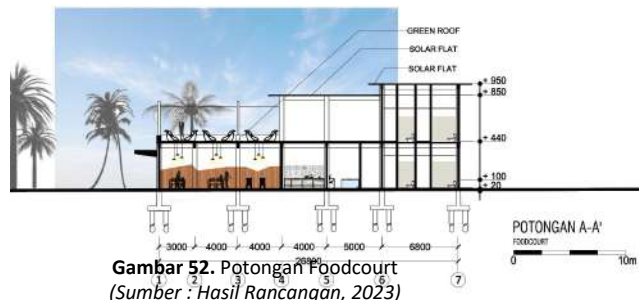 GREEN ROOF
SOLAR FLAT
SOLAR FLAT
+ 950
+ 850
+ 440
+ 100
+ 20
3000 4000 4000 4000 5000 6800
26800
1 2 3 4 5 6 7
POTONGAN A-A'
FOODCOURT
0 10m
Gambar 52. Potongan Foodcourt
(Sumber : Hasil Rancangan, 2023)